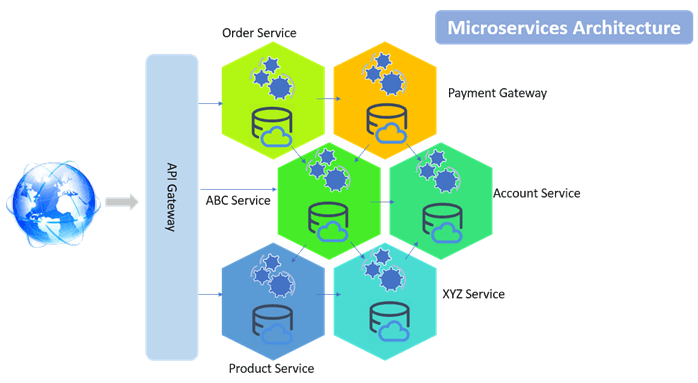 Microservices Architecture
Order Service
Payment Gateway
API Gateway
ABC Service
Account Service
XYZ Service
Product Service